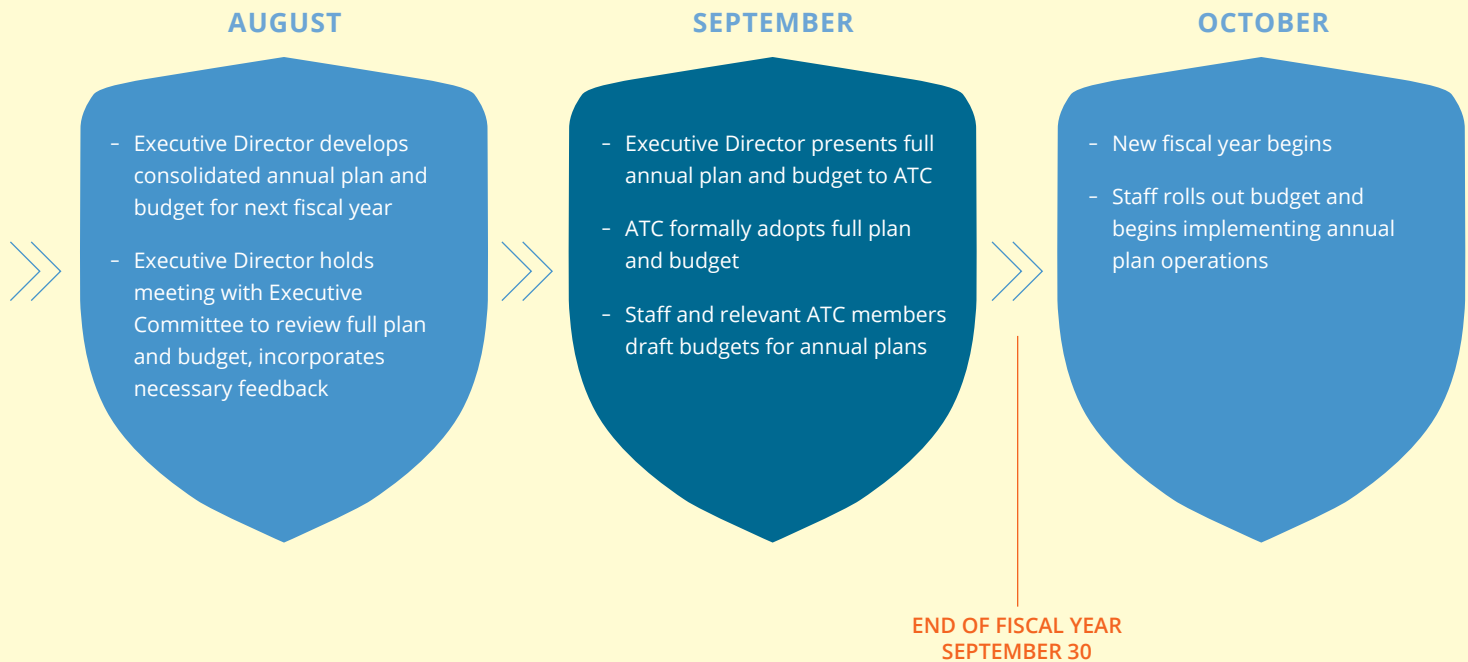 AUGUST
– Executive Director develops
consolidated annual plan and
budget for next fiscal year
– Executive Director holds
meeting with Executive
Committee to review full plan
and budget, incorporates
necessary feedback
SEPTEMBER
– Executive Director presents full
annual plan and budget to ATC
– ATC formally adopts full plan
and budget
– Staff and relevant ATC members
draft budgets for annual plans
OCTOBER
– New fiscal year begins
– Staff rolls out budget and
begins implementing annual
plan operations
END OF FISCAL YEAR
SEPTEMBER 30